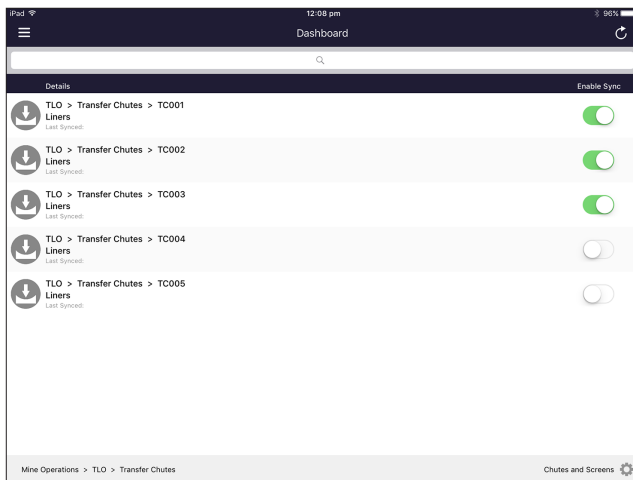 iPad 12:08 pm 96%
Dashboard
Details Enable Sync
TLO > Transfer Chutes > TC001
Liners
Last Synced:
TLO > Transfer Chutes > TC002
Liners
Last Synced:
TLO > Transfer Chutes > TC003
Liners
Last Synced:
TLO > Transfer Chutes > TC004
Liners
Last Synced:
TLO > Transfer Chutes > TC005
Liners
Last Synced:
Mine Operations > TLO > Transfer Chutes Chutes and Screens